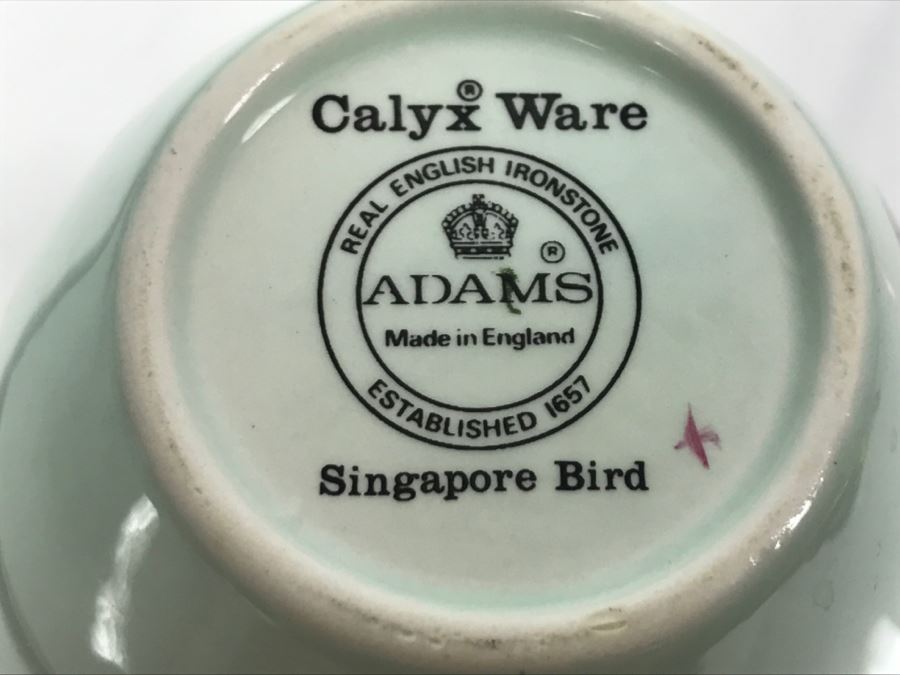 Calyx® Ware
REAL ENGLISH IRONSTONE
ADAMS®
Made in England
ESTABLISHED 1657
Singapore Bird